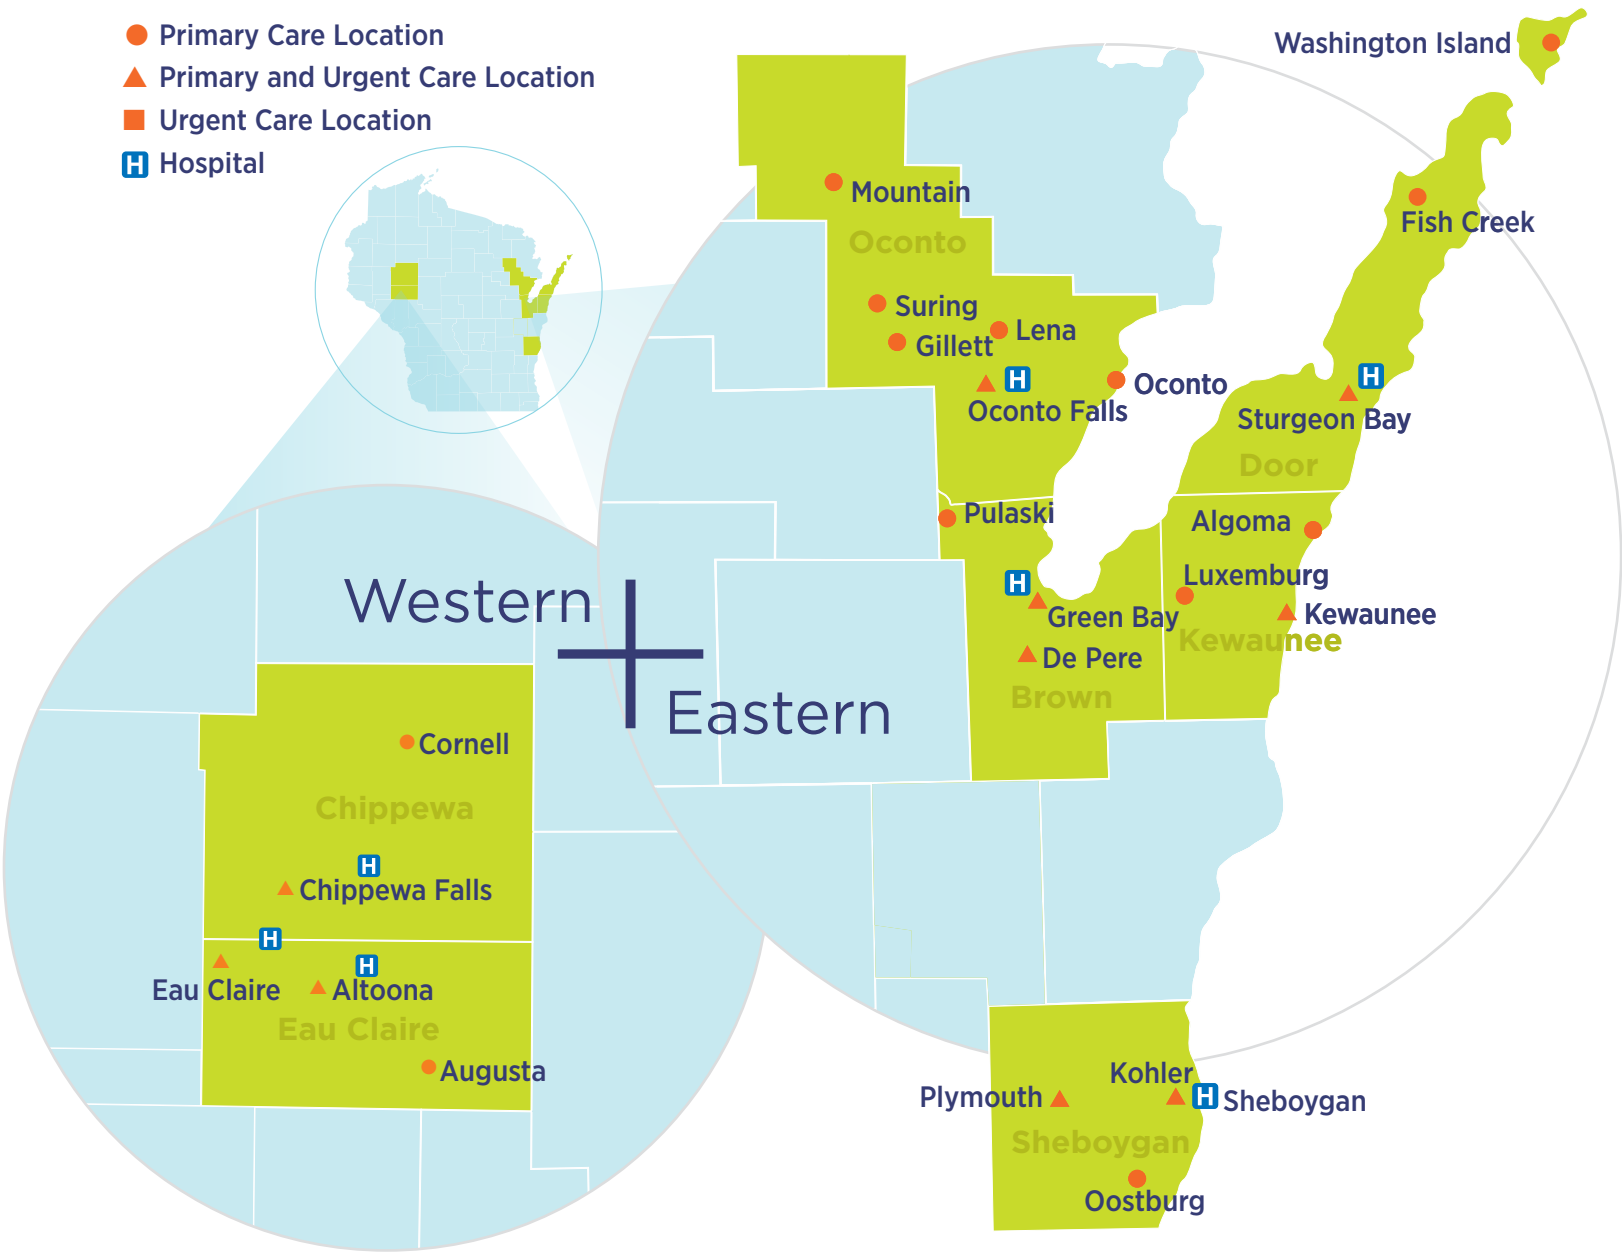 Primary Care Location
Primary and Urgent Care Location
Urgent Care Location
H Hospital
Washington Island
Mountain
Oconto
Fish Creek
Suring
Lena
Gillett
H
Oconto Falls
Oconto
H
Sturgeon Bay
Door
Pulaski
Algoma
H
Luxemburg
Green Bay
Kewaunee
Kewaunee
De Pere
Brown
Western
Eastern
Cornell
Chippewa
H
Chippewa Falls
H
H
Eau Claire
Altoona
Eau Claire
Augusta
Kohler
Plymouth
H
Sheboygan
Sheboygan
Oostburg